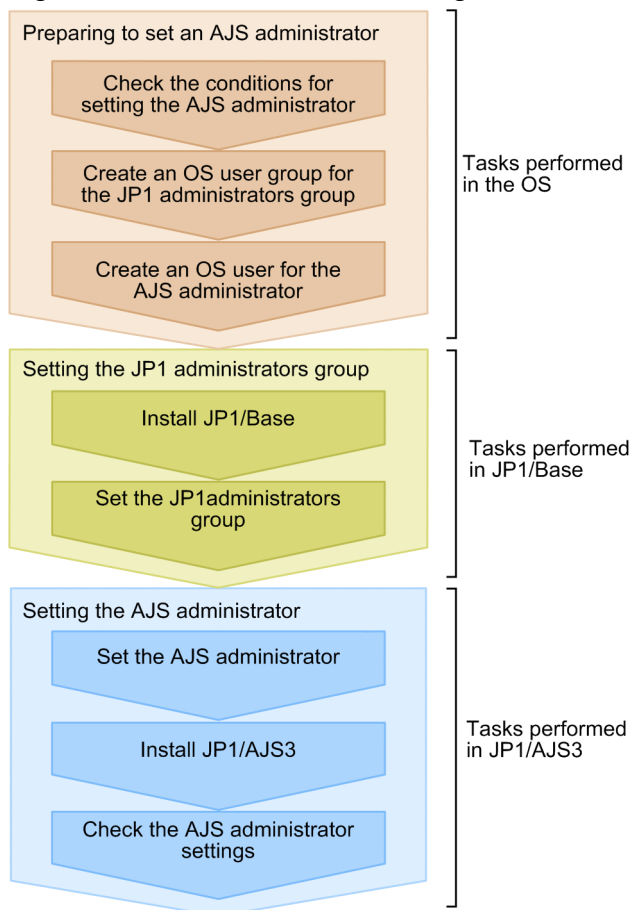 Preparing to set an AJS administrator
Check the conditions for
setting the AJS administrator
Create an OS user group for
the JP1 administrators group
Create an OS user for the
AJS administrator
Tasks performed
in the OS
Setting the JP1 administrators group
Install JP1/Base
Set the JP1administrators
group
Tasks performed
in JP1/Base
Setting the AJS administrator
Set the AJS administrator
Install JP1/AJS3
Check the AJS administrator
settings
Tasks performed
in JP1/AJS3